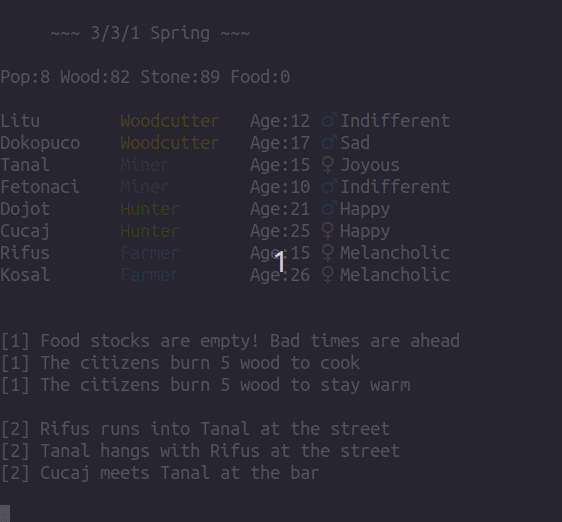 ~~~ 3/3/1 Spring ~~~
Pop:8 Wood:82 Stone:89 Food:0
Litu Woodcutter Age:12 ♂ Indifferent
Dokopuco Woodcutter Age:17 ♂ Sad
Tanal Miner Age:15 ♀ Joyous
Fetonaci Miner Age:10 ♂ Indifferent
Dojot Hunter Age:21 ♂ Happy
Cucaj Hunter Age:25 ♀ Happy
Rifus Farmer Age:15 ♀ Melancholic
Kosal Farmer Age:26 ♀ Melancholic
1
[1] Food stocks are empty! Bad times are ahead
[1] The citizens burn 5 wood to cook
[1] The citizens burn 5 wood to stay warm
[2] Rifus runs into Tanal at the street
[2] Tanal hangs with Rifus at the street
[2] Cucaj meets Tanal at the bar